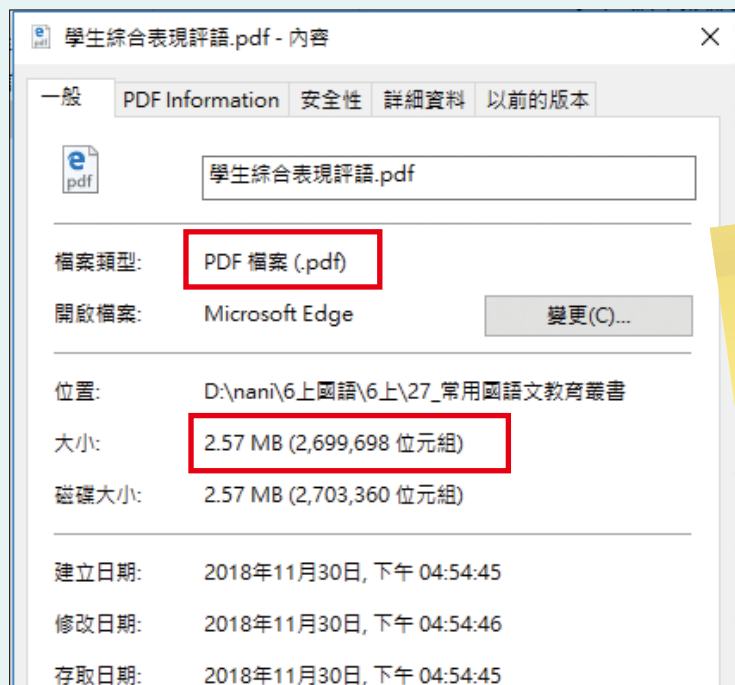 學生綜合表現評語.pdf - 內容
一般 PDF Information 安全性 詳細資料 以前的版本
pdf 學生綜合表現評語.pdf
檔案類型: PDF 檔案 (.pdf)
開啟檔案: Microsoft Edge 變更(C)...
位置: D:\nani\6上國語\6上\27_常用國語文教育叢書
大小: 2.57 MB (2,699,698 位元組)
磁碟大小: 2.57 MB (2,703,360 位元組)
建立日期: 2018年11月30日, 下午 04:54:45
修改日期: 2018年11月30日, 下午 04:54:46
存取日期: 2018年11月30日, 下午 04:54:45